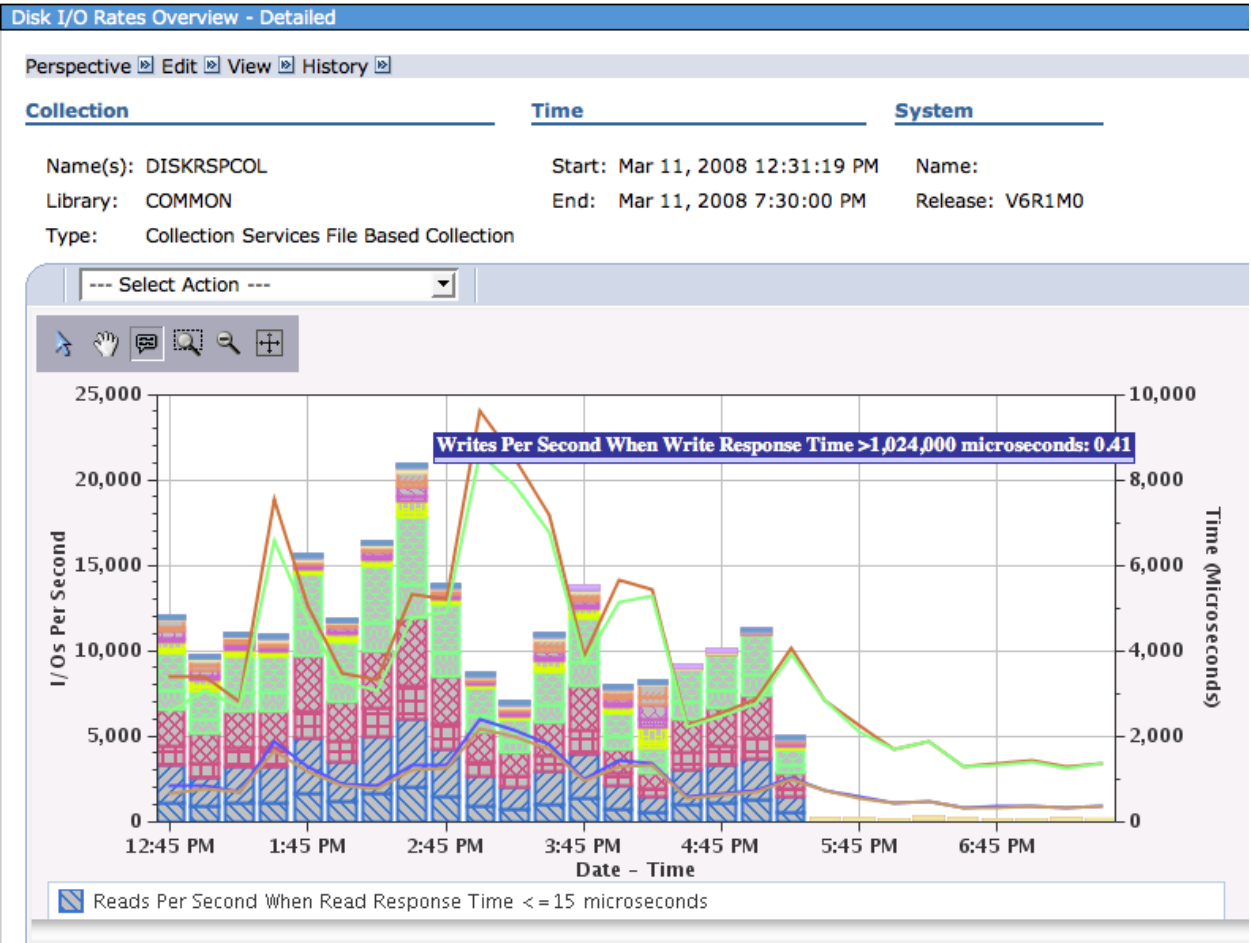 Disk I/O Rates Overview - Detailed
Perspective Edit View History
Collection Time System
Name(s): DISKRSPCOL Start: Mar 11, 2008 12:31:19 PM Name:
Library: COMMON End: Mar 11, 2008 7:30:00 PM Release: V6R1M0
Type: Collection Services File Based Collection
--- Select Action ---
25,000 10,000
Writes Per Second When Write Response Time >1,024,000 microseconds: 0.41
20,000 8,000
15,000 6,000
10,000 4,000
5,000 2,000
0 0
I/Os Per Second
Time (Microseconds)
12:45 PM 1:45 PM 2:45 PM 3:45 PM 4:45 PM 5:45 PM 6:45 PM
Date - Time
Reads Per Second When Read Response Time <=15 microseconds